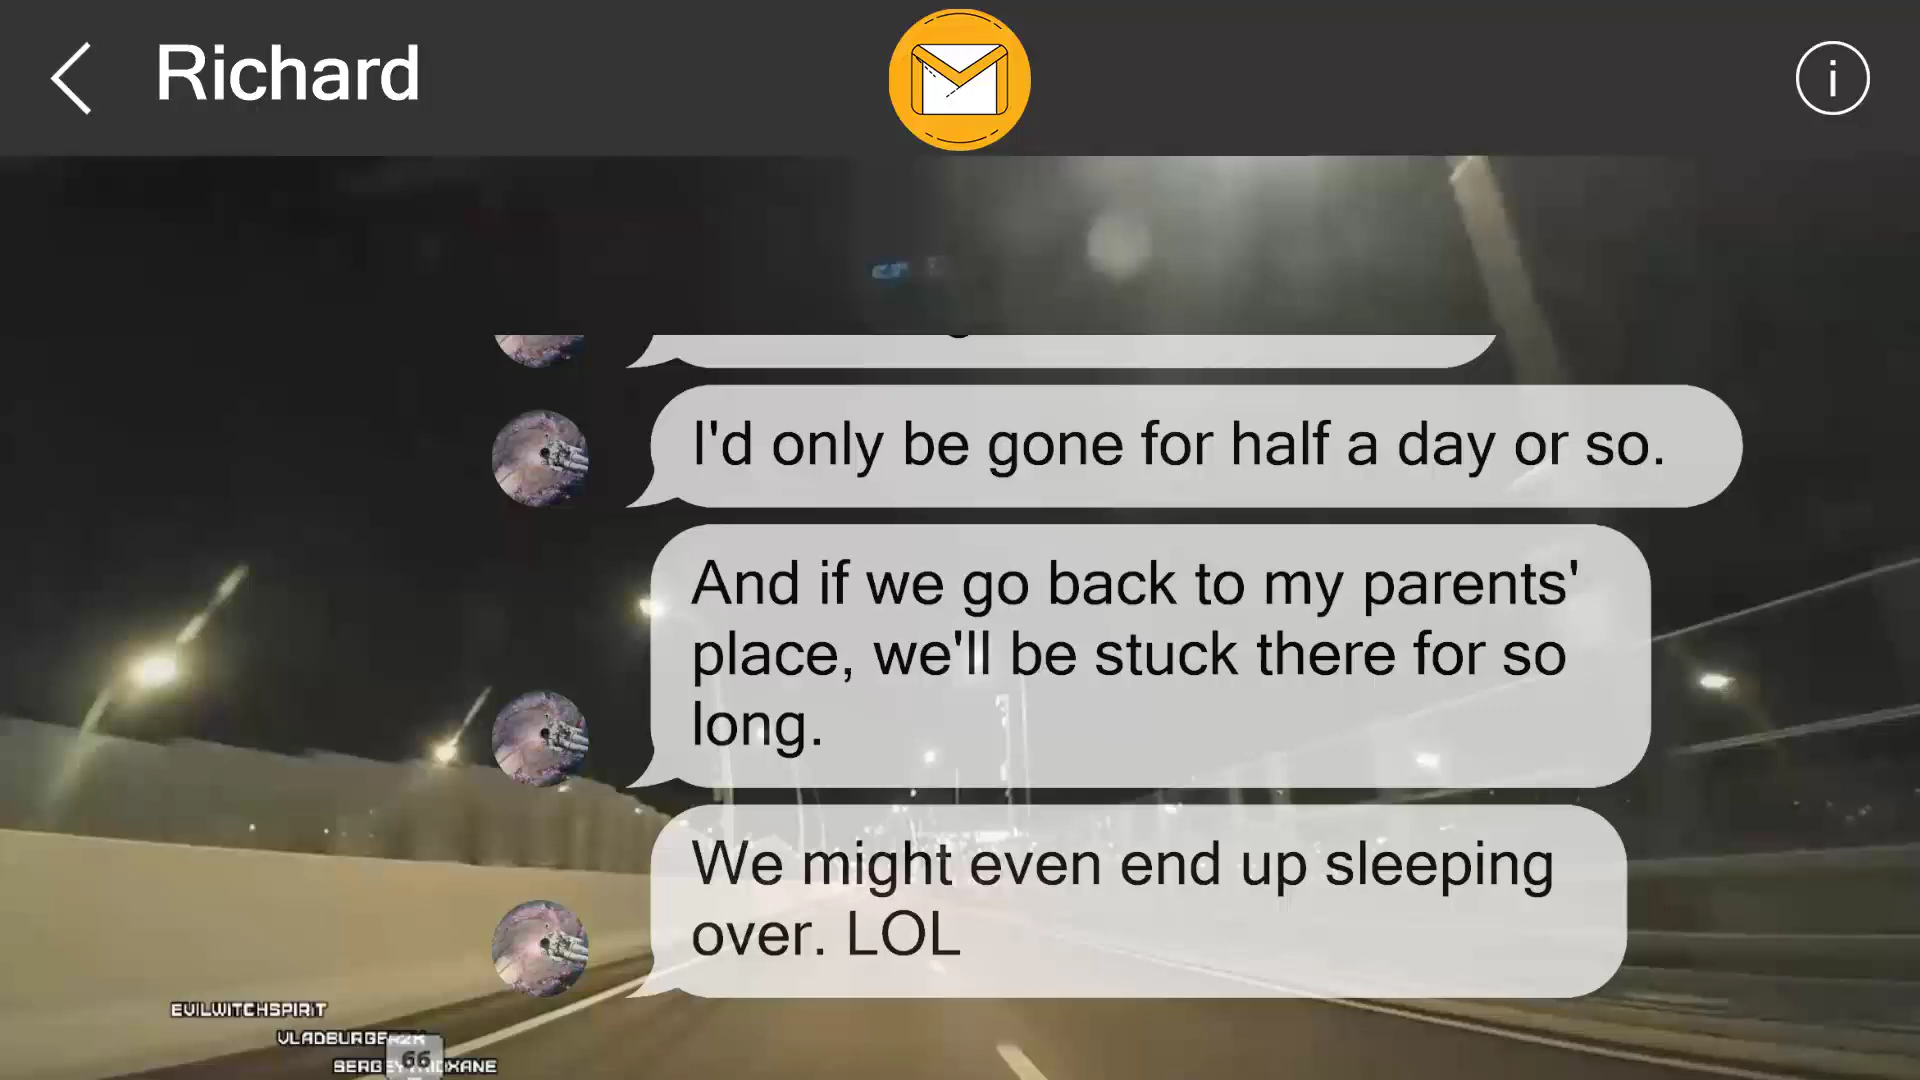 Richard
I'd only be gone for half a day or so.
And if we go back to my parents'
place, we'll be stuck there for so
long.
We might even end up sleeping
over. LOL
EVILWITCHSPIRIT
66